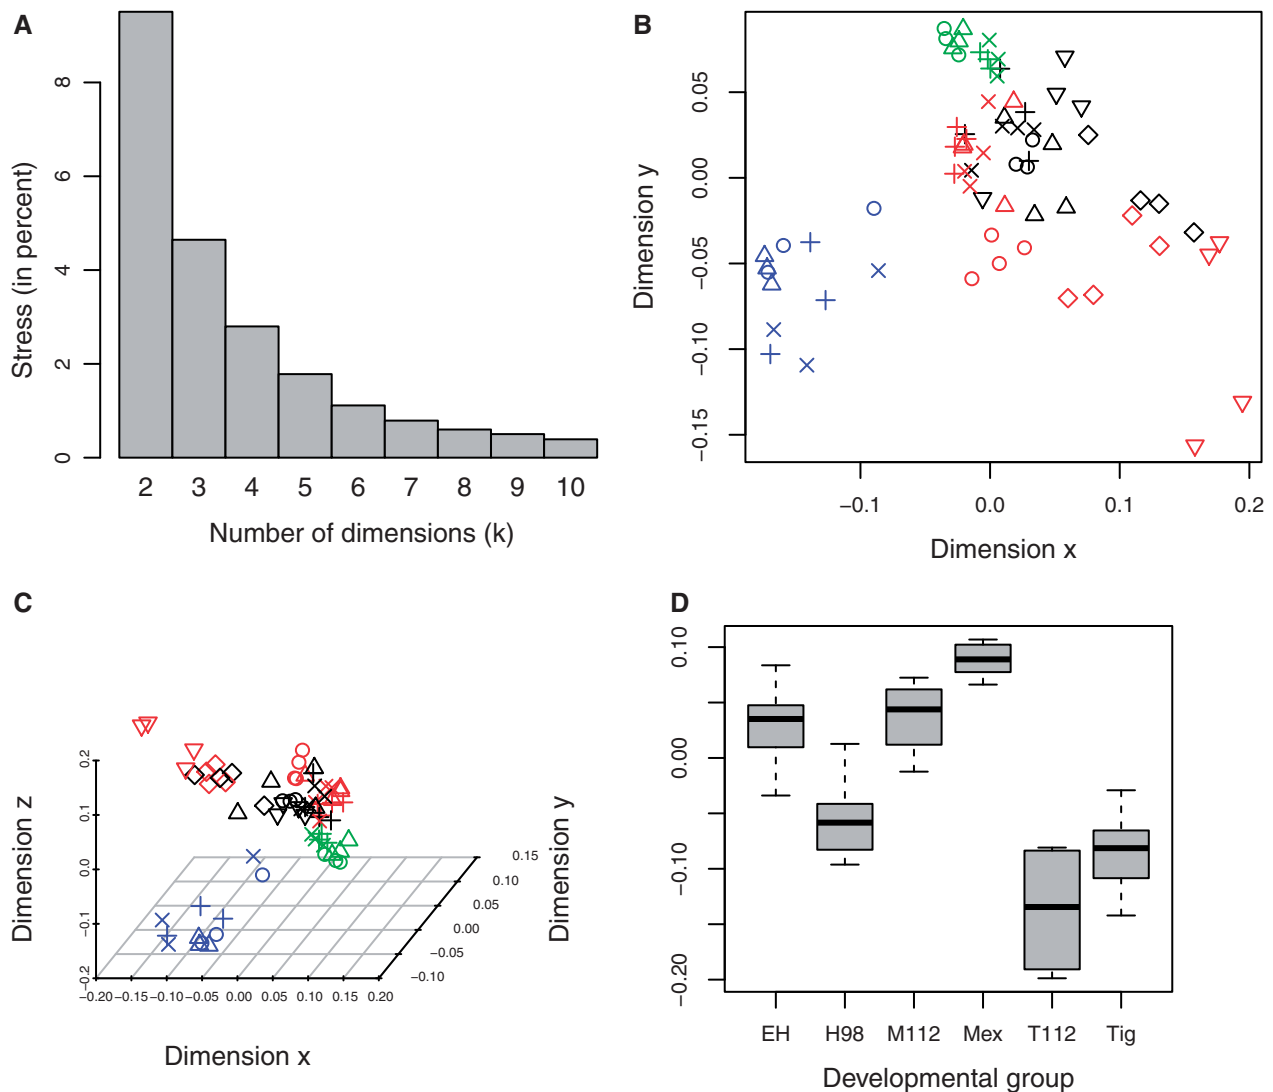 A
Stress (in percent)
8
6
4
2
0
2 3 4 5 6 7 8 9 10
Number of dimensions (k)
B
Dimension y
0.05
0.00
−0.05
−0.10
−0.15
−0.1 0.0 0.1 0.2
Dimension x
C
Dimension z
0.2
0.1
0.0
−0.1
−0.2
−0.20 −0.15 −0.10 −0.05 0.00 0.05 0.10 0.15 0.20
Dimension x
0.15
0.10
0.05
0.00
−0.05
−0.10
Dimension y
D
0.10
0.00
−0.10
−0.20
EH H98 M112 Mex T112 Tig
Developmental group